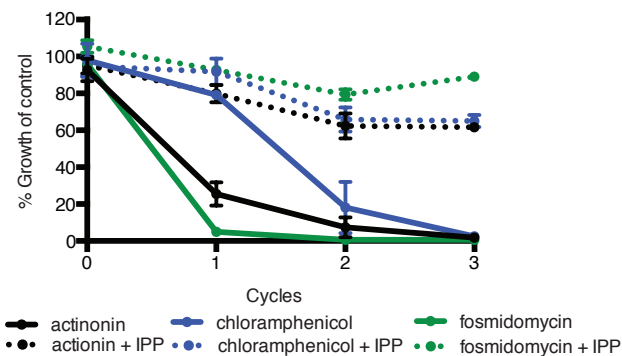 120
100
80
60
40
20
0
% Growth of control
0 1 2 3
Cycles
actinonin chloramphenicol fosmidomycin
actionin + IPP chloramphenicol + IPP fosmidomycin + IPP